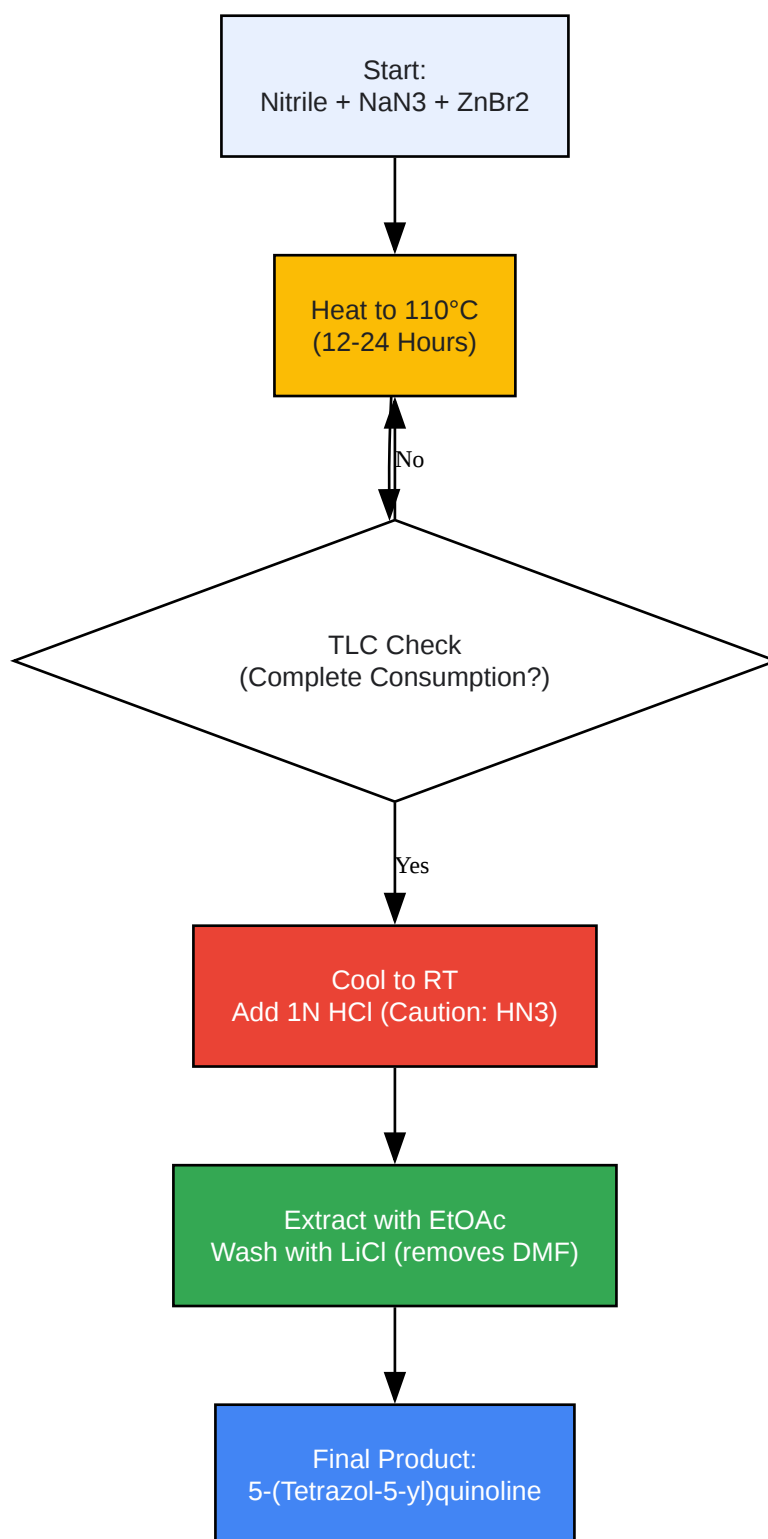 Start:
Nitrile + NaN3 + ZnBr2
Heat to 110°C
(12-24 Hours)
No
TLC Check
(Complete Consumption?)
Yes
Cool to RT
Add 1N HCl (Caution: HN3)
Extract with EtOAc
Wash with LiCl (removes DMF)
Final Product:
5-(Tetrazol-5-yl)quinoline